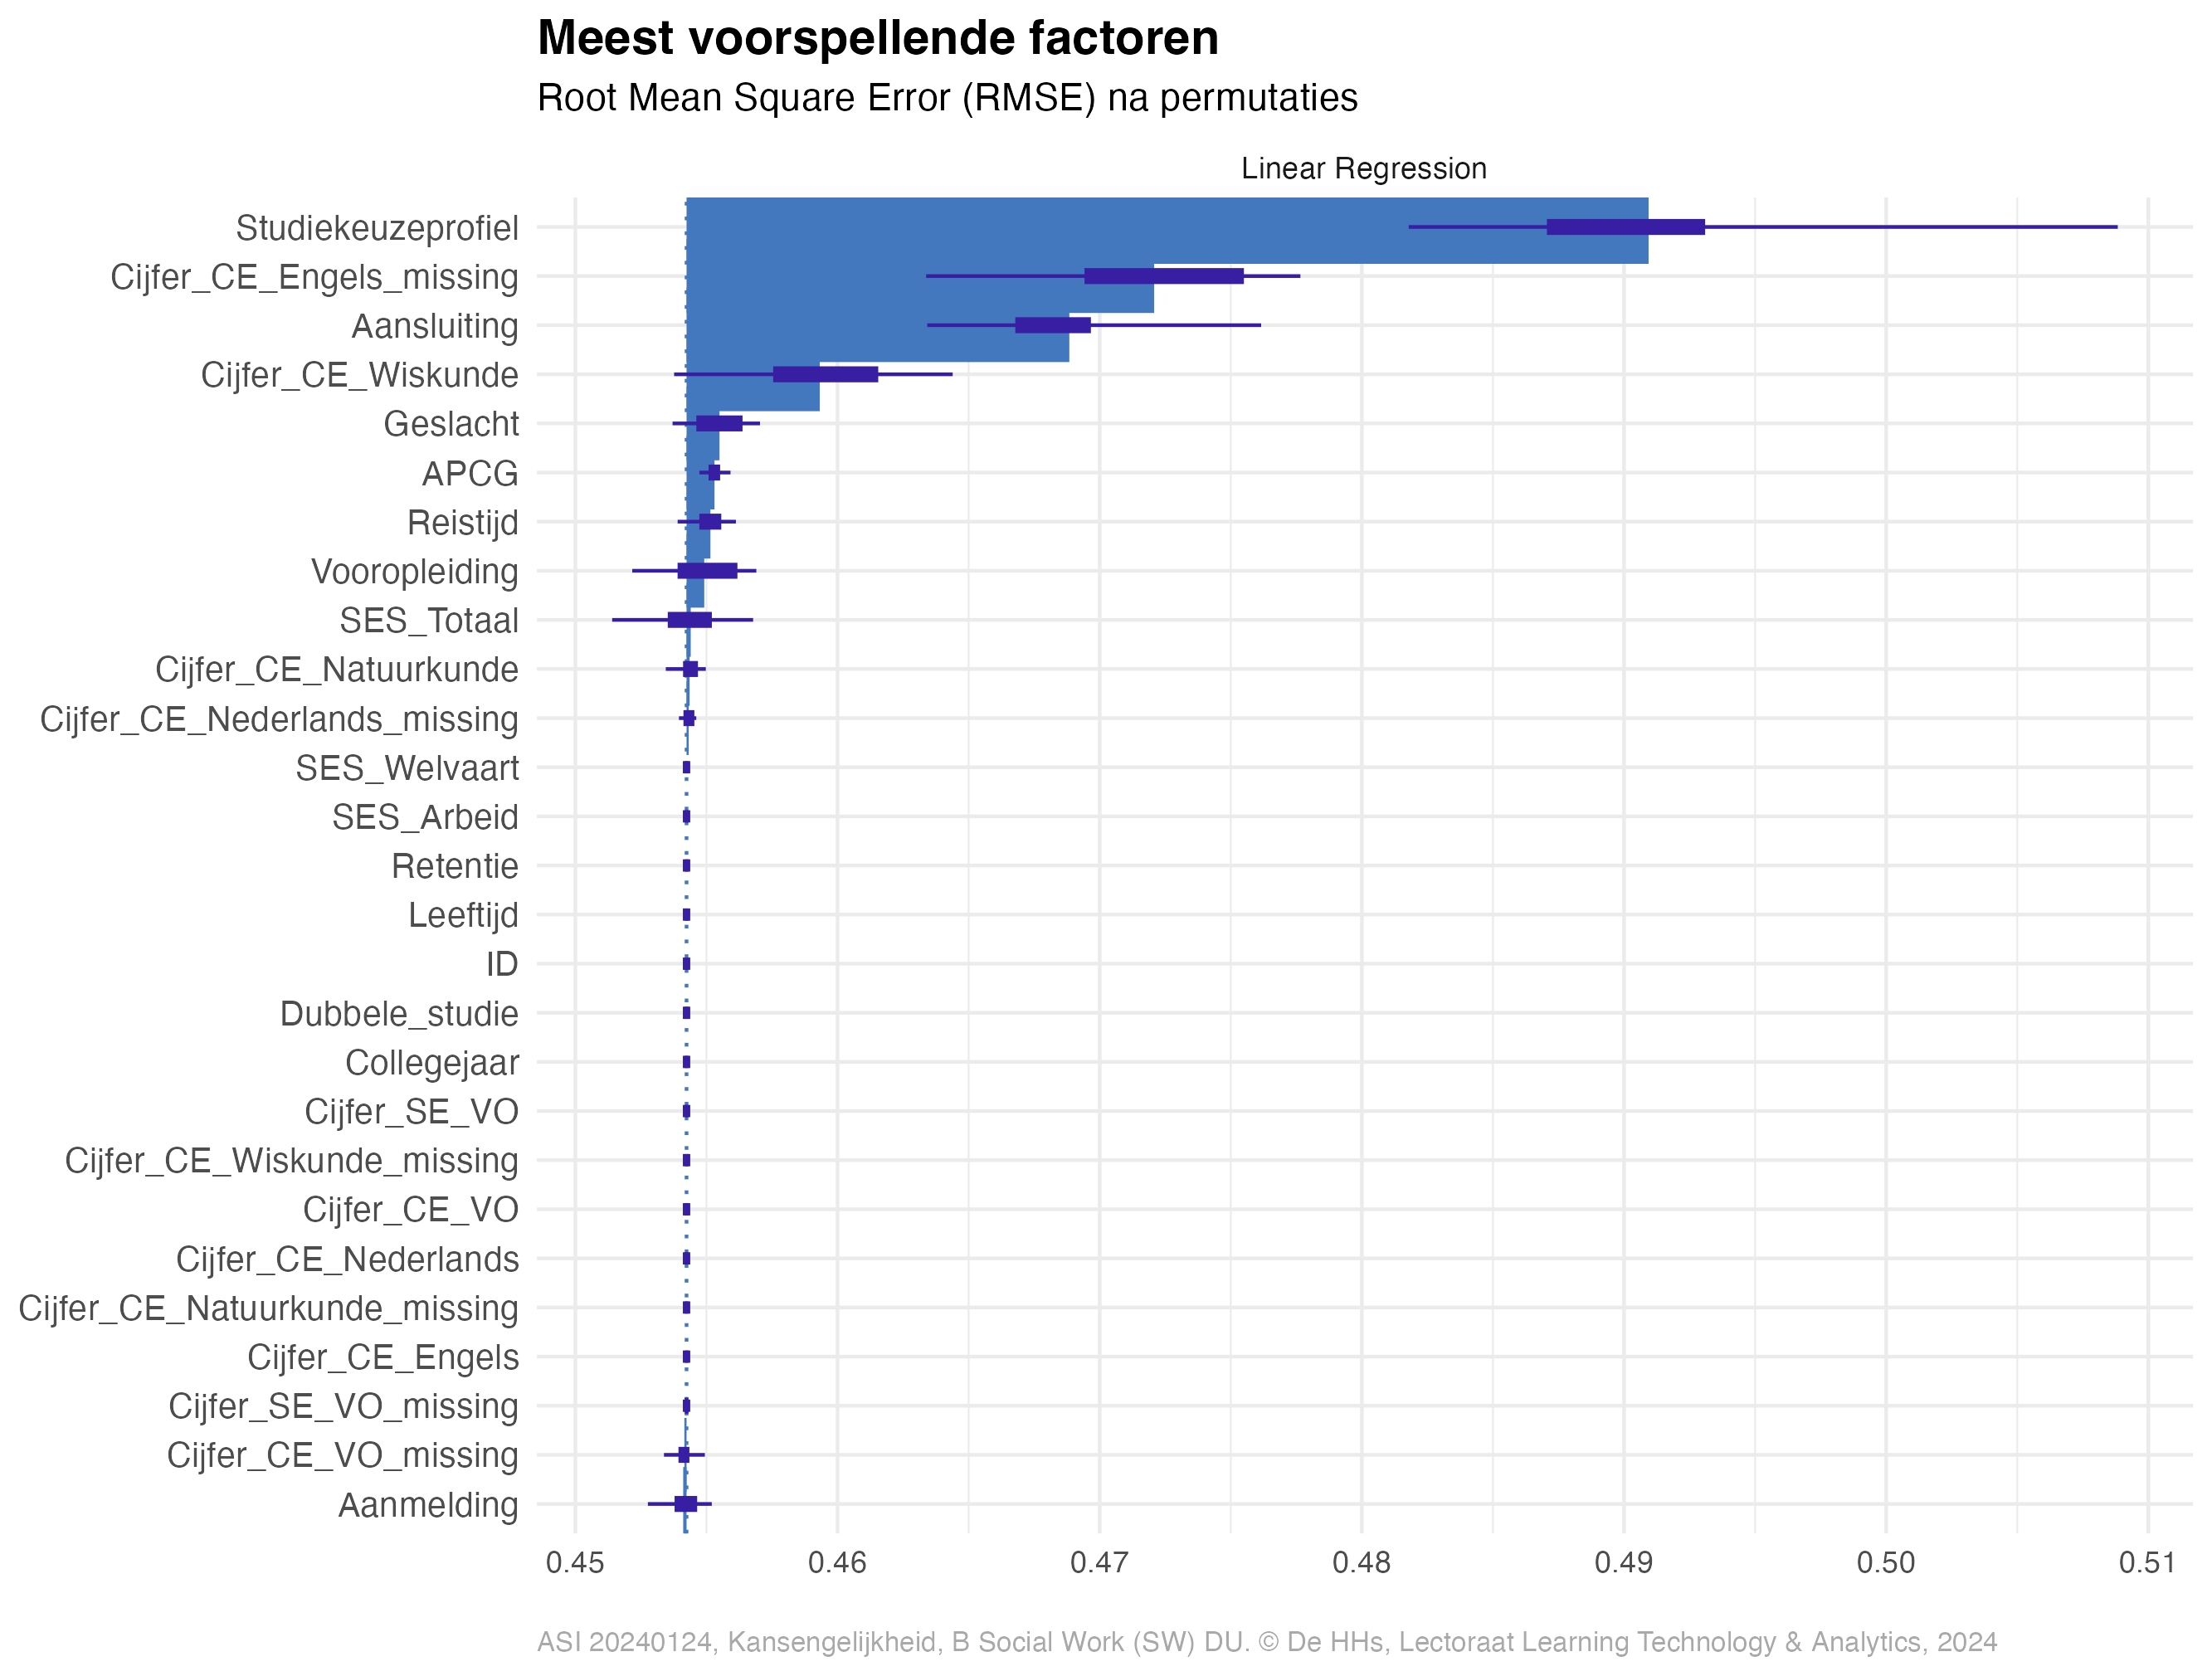 Meest voorspellende factoren
Root Mean Square Error (RMSE) na permutaties
Linear Regression
Studiekeuzeprofiel
Cijfer_CE_Engels_missing
Aansluiting
Cijfer_CE_Wiskunde
Geslacht
APCG
Reistijd
Vooropleiding
SES_Totaal
Cijfer_CE_Natuurkunde
Cijfer_CE_Nederlands_missing
SES_Welvaart
SES_Arbeid
Retentie
Leeftijd
ID
Dubbele_studie
Collegejaar
Cijfer_SE_VO
Cijfer_CE_Wiskunde_missing
Cijfer_CE_VO
Cijfer_CE_Nederlands
Cijfer_CE_Natuurkunde_missing
Cijfer_CE_Engels
Cijfer_SE_VO_missing
Cijfer_CE_VO_missing
Aanmelding
0.45 0.46 0.47 0.48 0.49 0.50 0.51
ASI 20240124, Kansengelijkheid, B Social Work (SW) DU. © De HHs, Lectoraat Learning Technology & Analytics, 2024